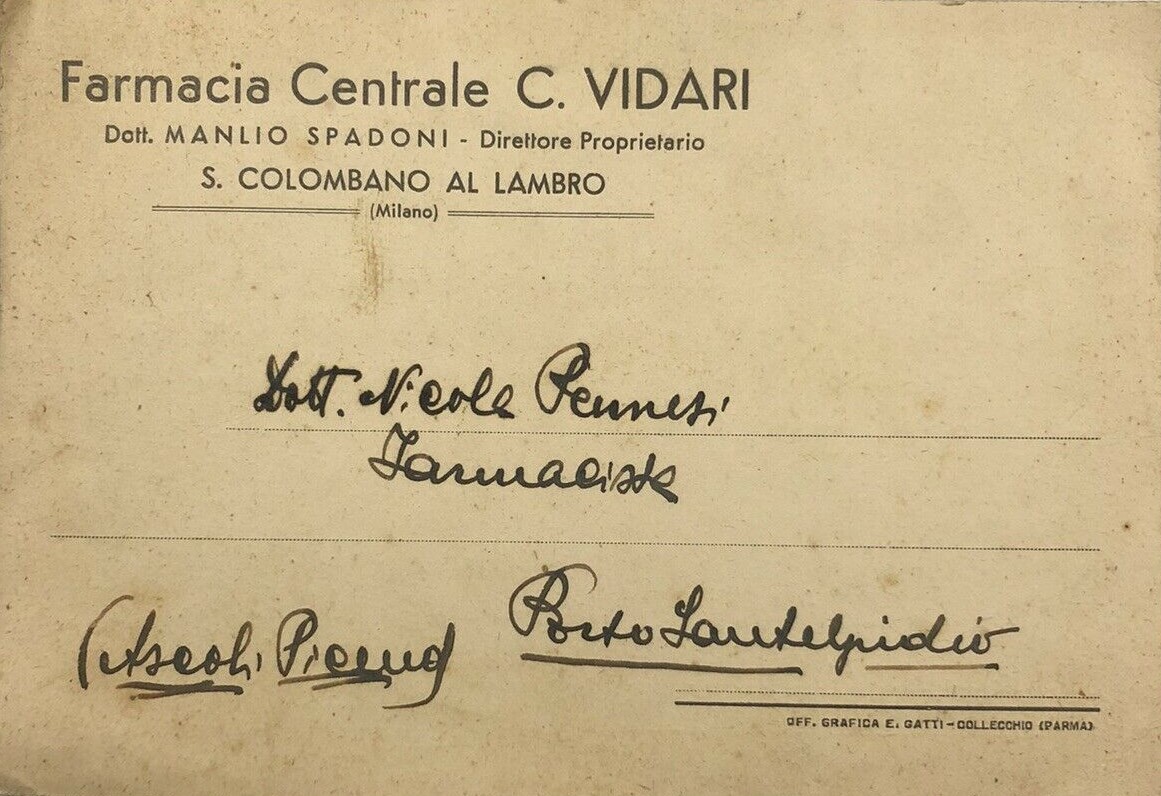 Farmacia Centrale C. VIDARI
Dott. MANLIO SPADONI - Direttore Proprietario
S. COLOMBANO AL LAMBRO
(Milano)
Dott. Nicola Pennesi
Farmacista
Porto Santelpidio
(Ascoli Piceno)
OFF. GRAFICA E. GATTI - COLLECCHIO (PARMA)